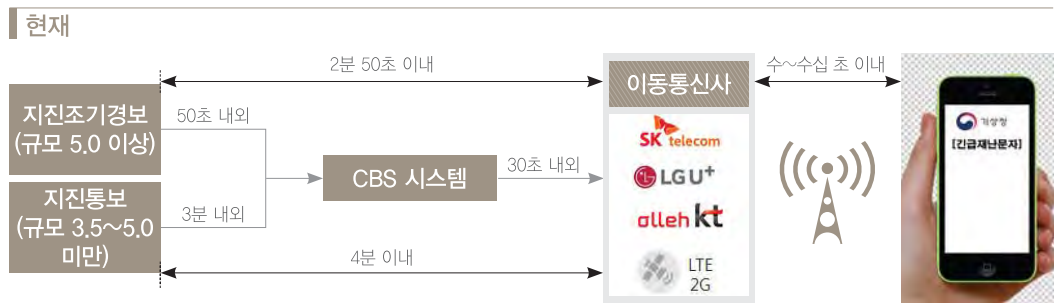 현재
2분 50초 이내
수~수십 초 이내
지진조기경보
(규모 5.0 이상)
50초 내외
이동통신사
SK telecom
기상청
[긴급재난문자]
CBS 시스템
30초 내외
LG U+
지진통보
(규모 3.5~5.0
미만)
3분 내외
olleh kt
4분 이내
LTE
2G